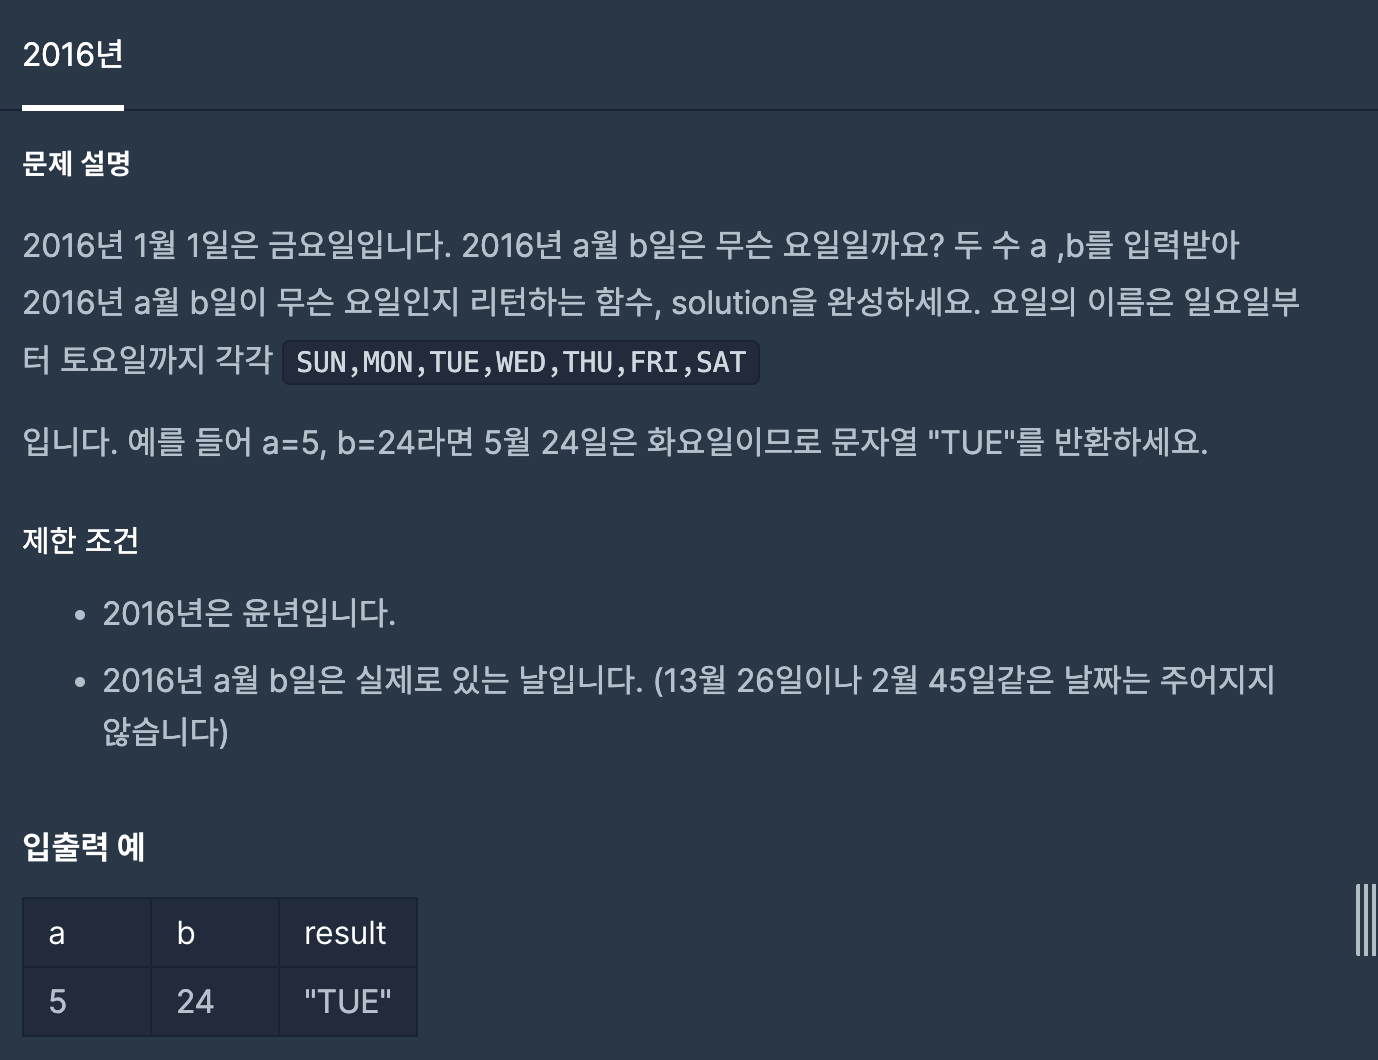 2016년
문제 설명
2016년 1월 1일은 금요일입니다. 2016년 a월 b일은 무슨 요일일까요? 두 수 a ,b를 입력받아
2016년 a월 b일이 무슨 요일인지 리턴하는 함수, solution을 완성하세요. 요일의 이름은 일요일부
터 토요일까지 각각 SUN,MON,TUE,WED,THU,FRI,SAT
입니다. 예를 들어 a=5, b=24라면 5월 24일은 화요일이므로 문자열 "TUE"를 반환하세요.
제한 조건
• 2016년은 윤년입니다.
• 2016년 a월 b일은 실제로 있는 날입니다. (13월 26일이나 2월 45일같은 날짜는 주어지지
않습니다)
입출력 예
a b result
5 24 "TUE"